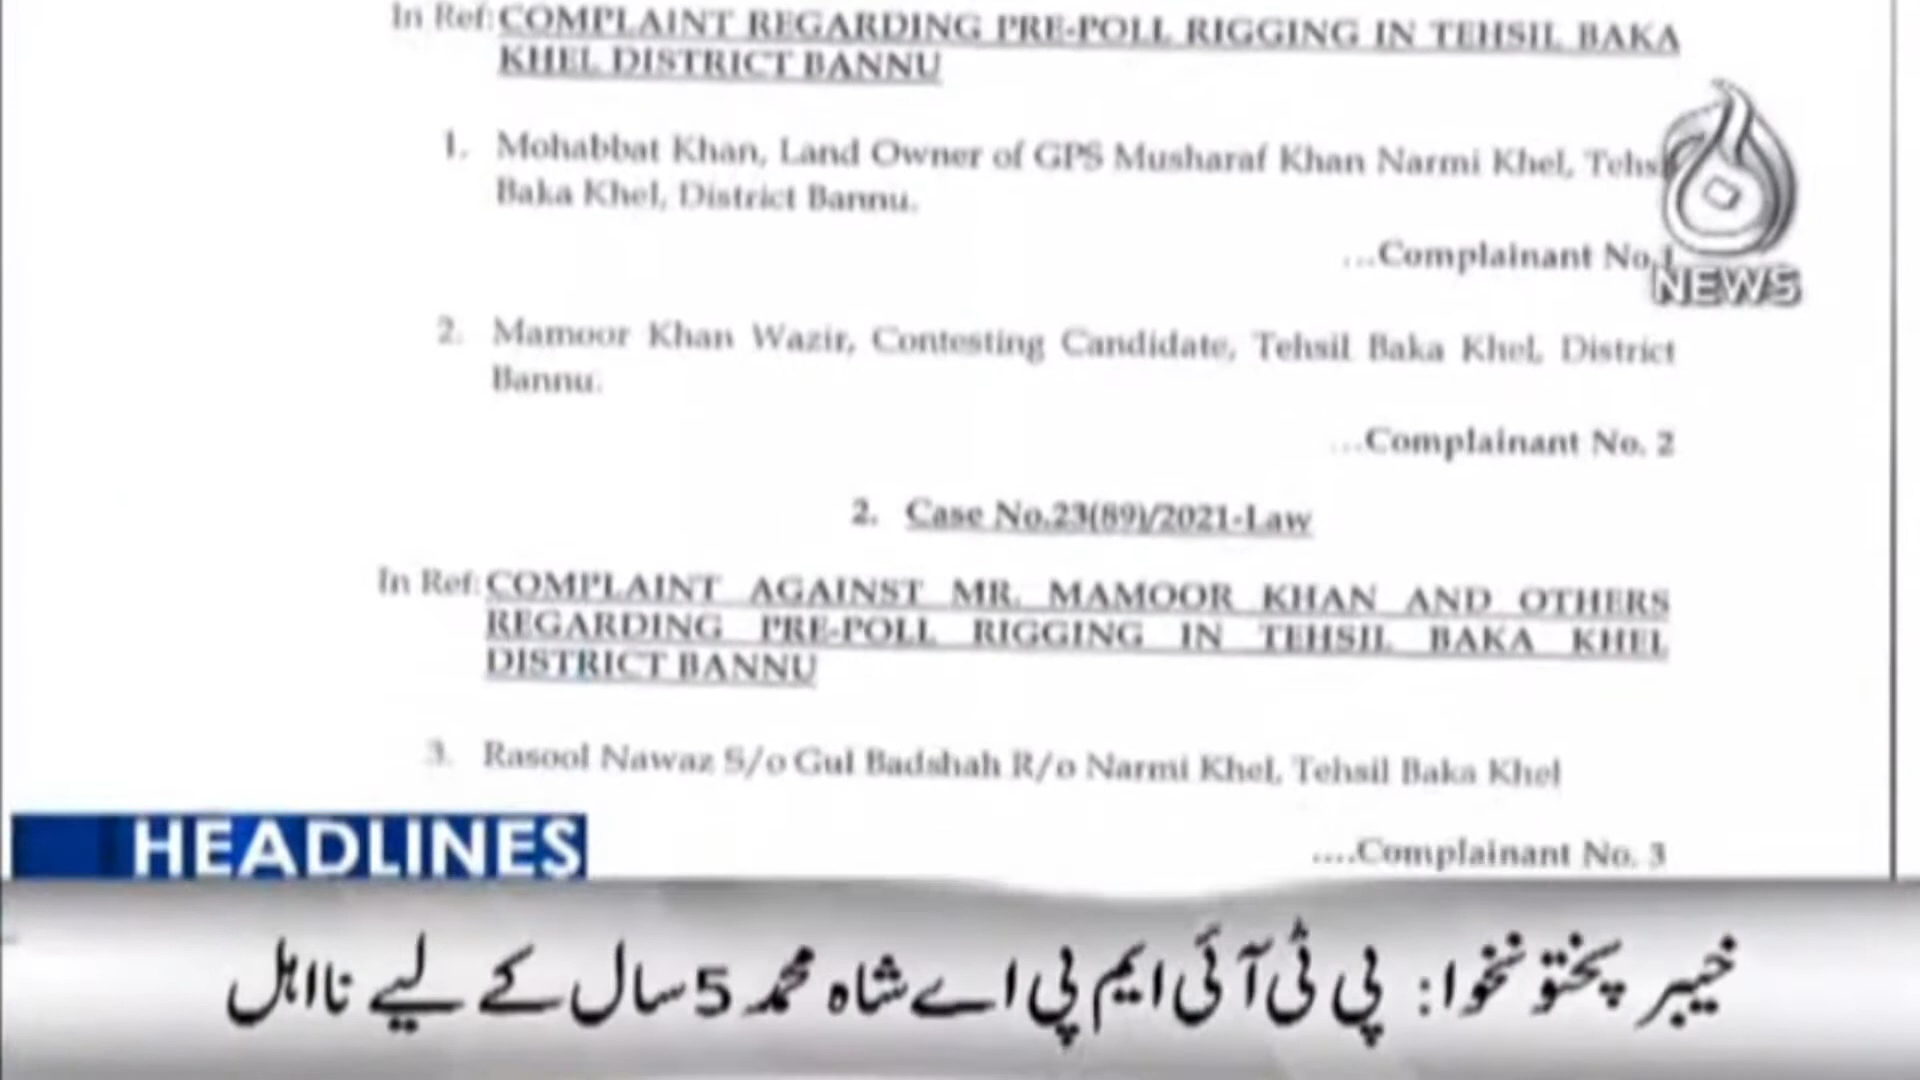 In Ref: COMPLAINT REGARDING PRE-POLL RIGGING IN TEHSIL BAKA
KHEL DISTRICT BANNU
1. Mohabbat Khan, Land Owner of GPS Musharaf Khan Narmi Khel, Tehsil
Baka Khel, District Bannu.
...Complainant No.1
NEWS
2. Mamoor Khan Wazir, Contesting Candidate, Tehsil Baka Khel, District
Bannu.
...Complainant No. 2
2. Case No.23(89)/2021-Law
In Ref: COMPLAINT AGAINST MR. MAMOOR KHAN AND OTHERS
REGARDING PRE-POLL RIGGING IN TEHSIL BAKA KHEL
DISTRICT BANNU
3. Rasool Nawaz S/o Gul Badshah R/o Narmi Khel, Tehsil Baka Khel
....Complainant No. 3
HEADLINES
خیبر پختونخوا: پی ٹی آئی ایم پی اے شاہ محمد 5 سال کے لیے نااہل